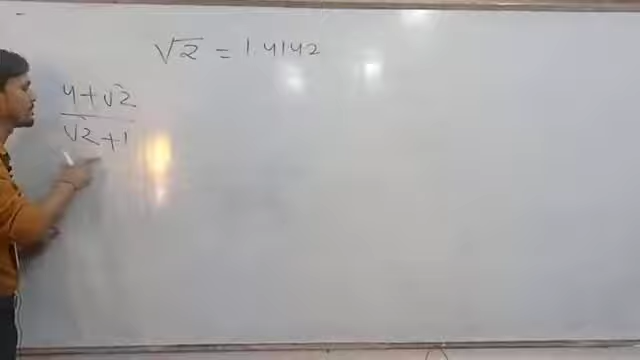 √2 = 1.4142
4+√2
√2+1